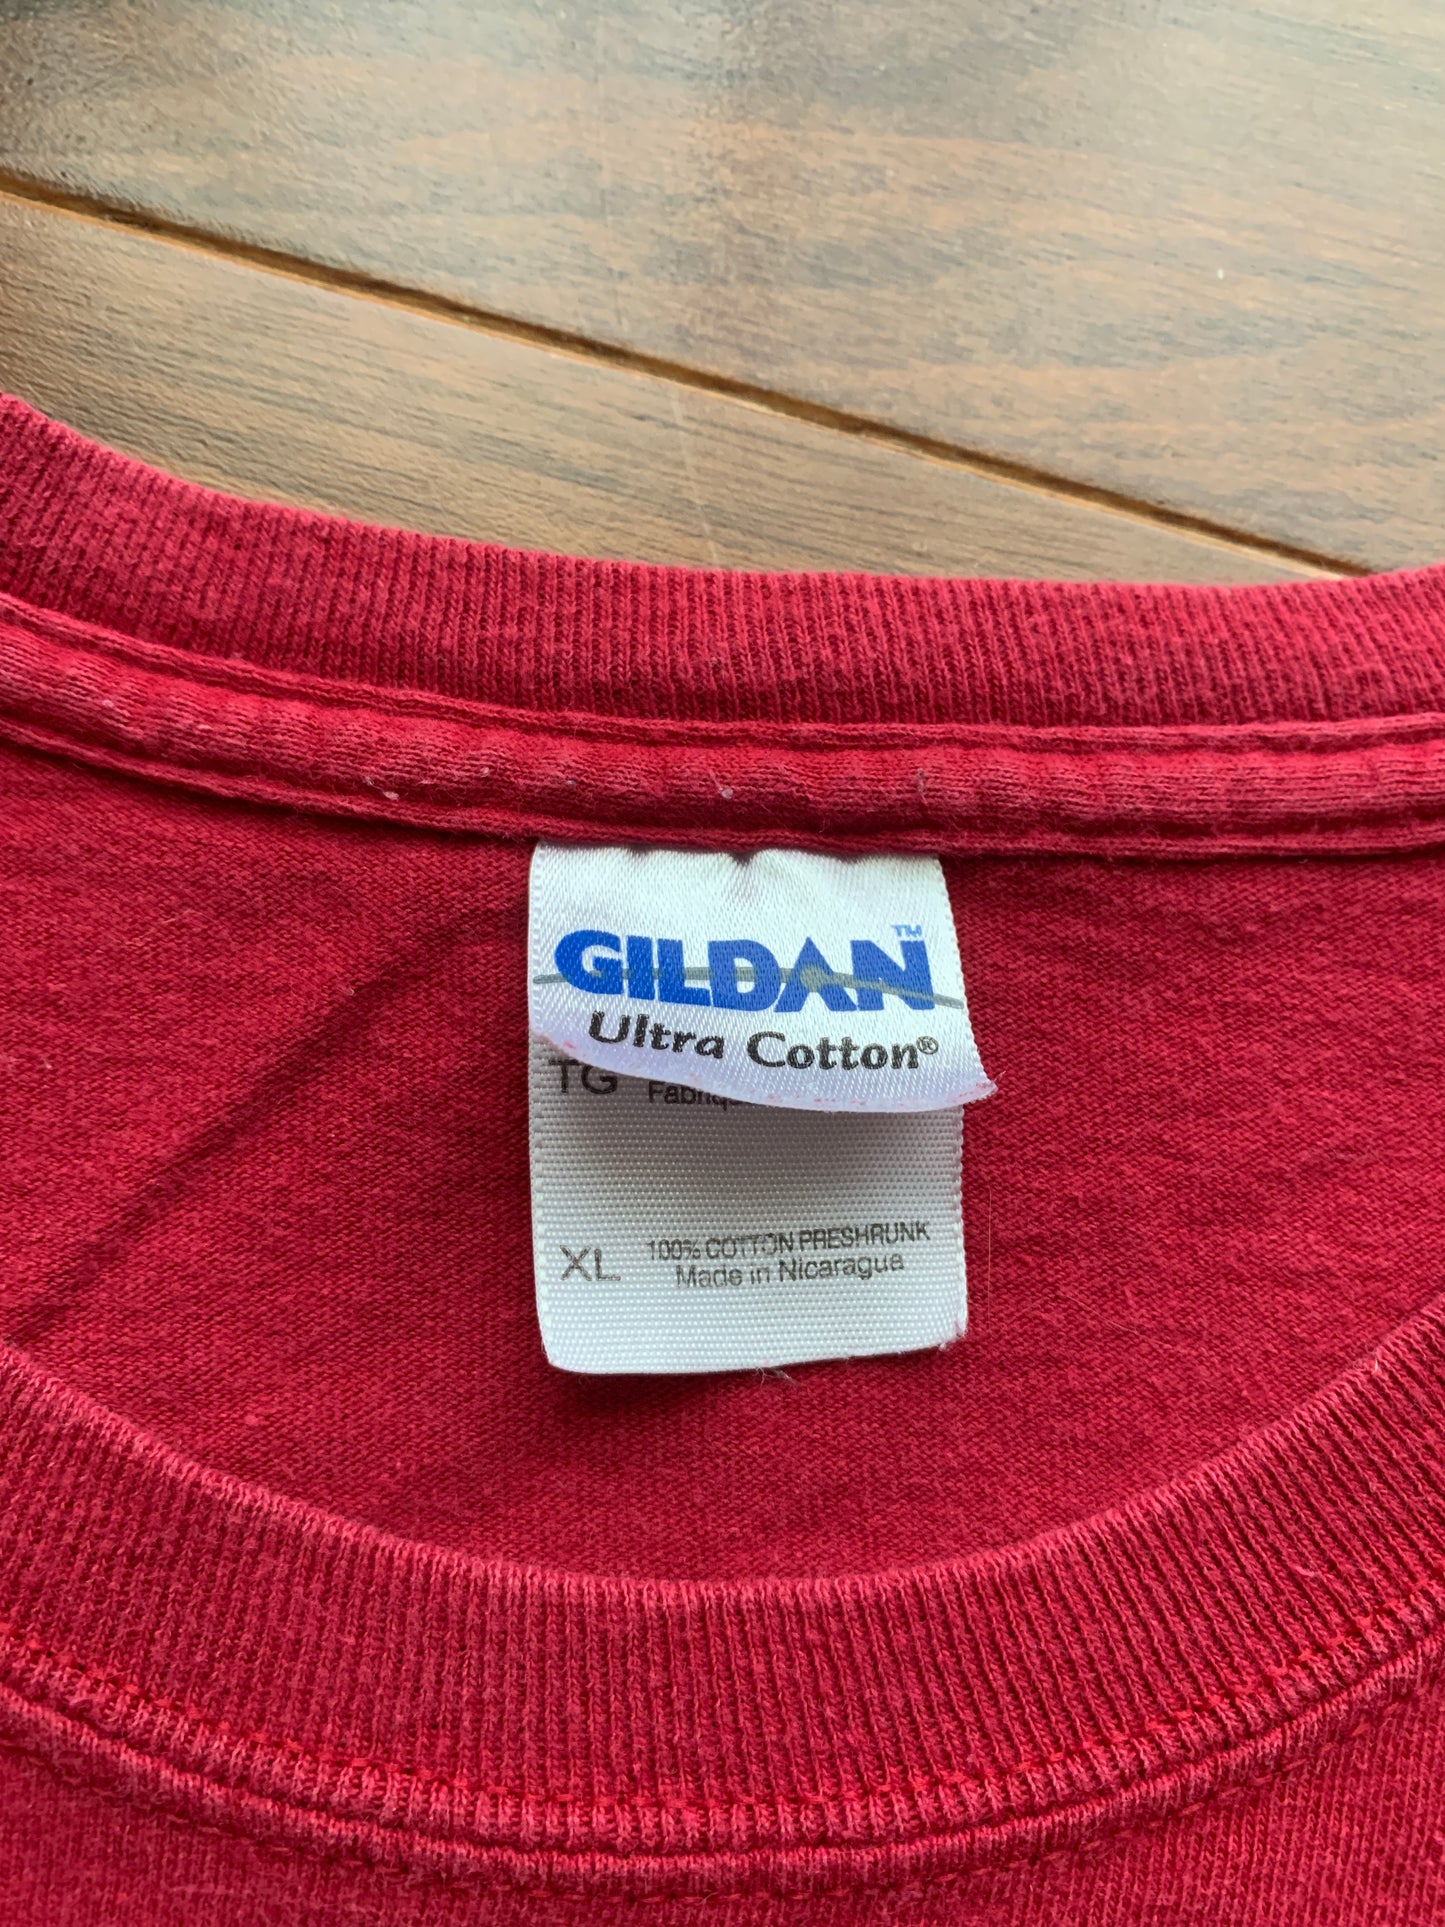 GILDAN™
Ultra Cotton®
TG
XL 100% COTTON PRESHRUNK
Made in Nicaragua